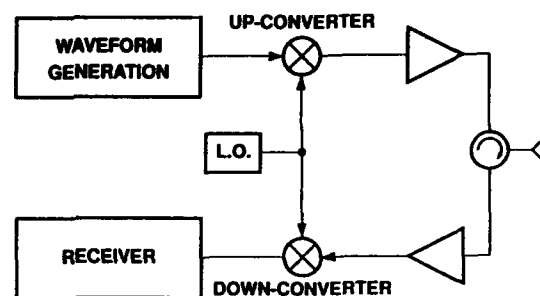 UP-CONVERTER
WAVEFORM
GENERATION
L.O.
RECEIVER
DOWN-CONVERTER